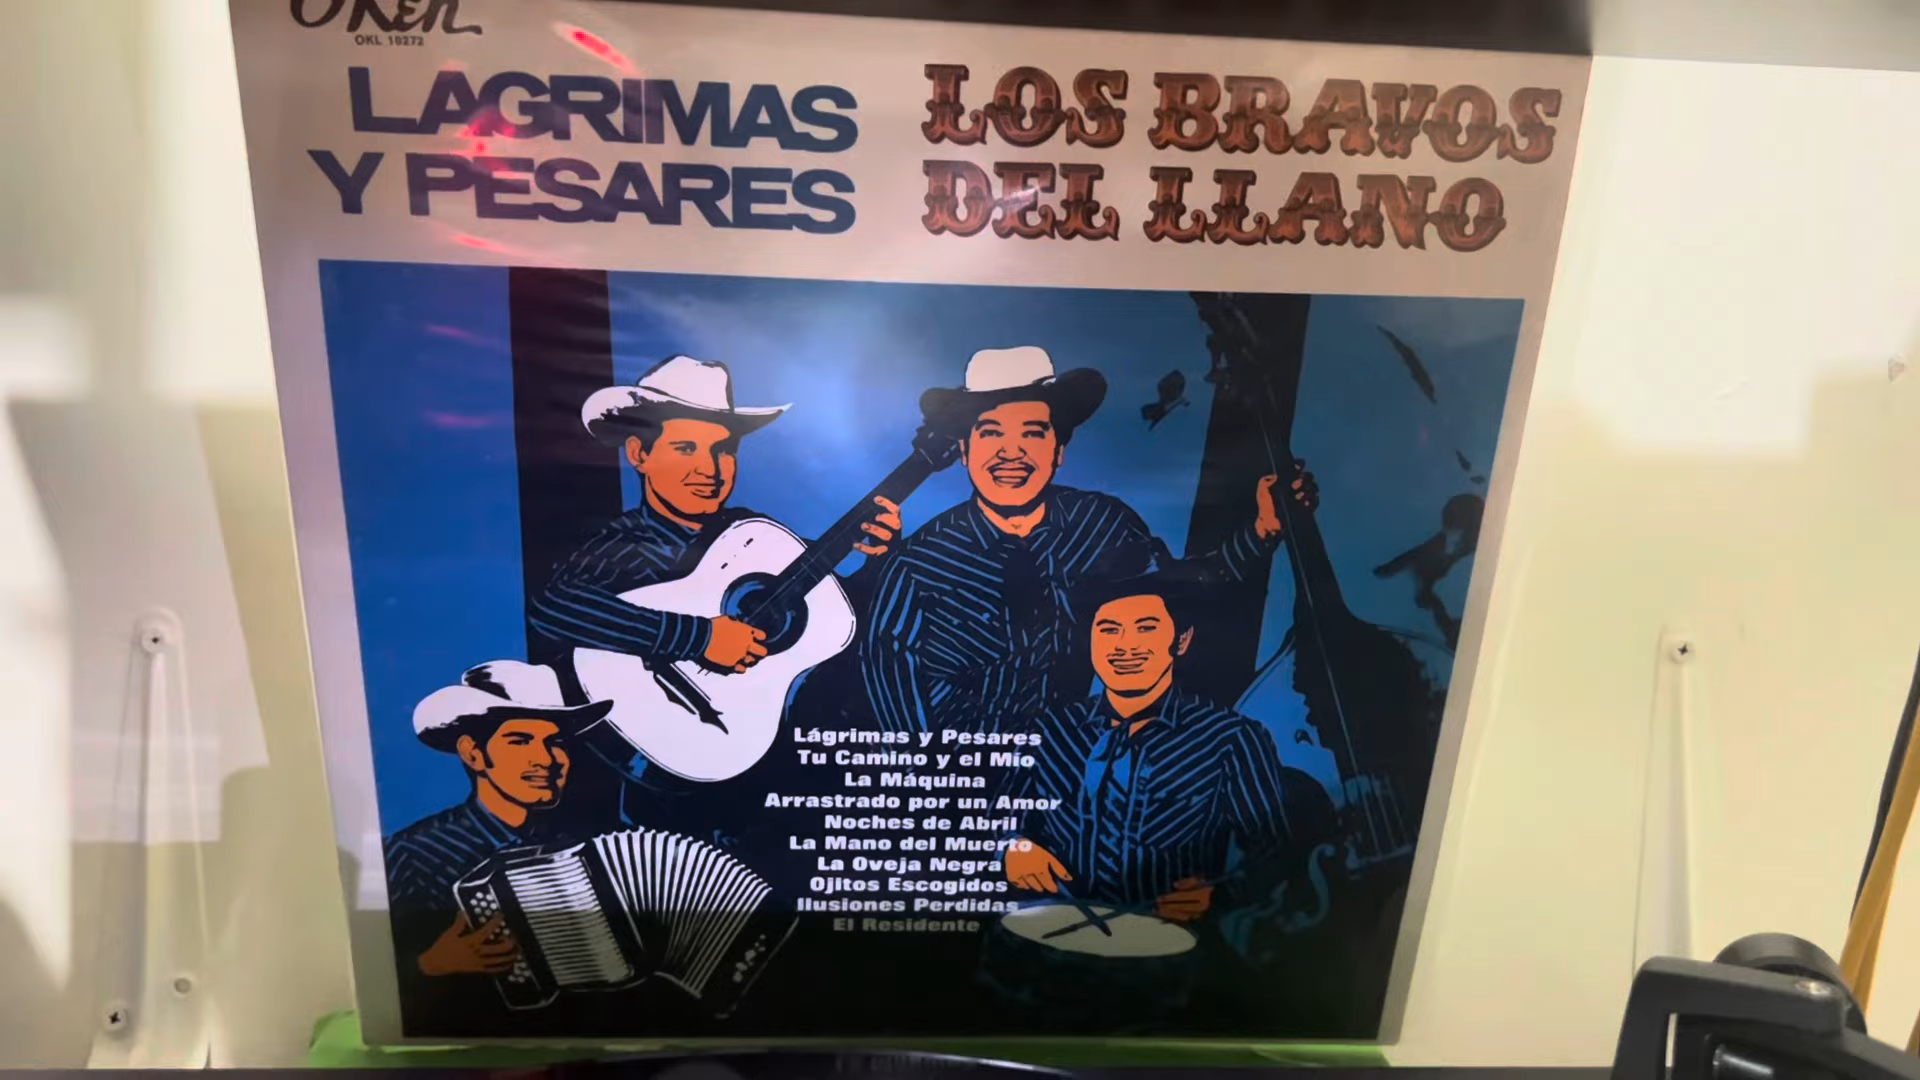 Okeh
OKL 10272
LAGRIMAS
Y PESARES
LOS BRAVOS
DEL LLANO
Lágrimas y Pesares
Tu Camino y el Mío
La Máquina
Arrastrado por un Amor
Noches de Abril
La Mano del Muerto
La Oveja Negra
Ojitos Escogidos
Ilusiones Perdidas
El Residente